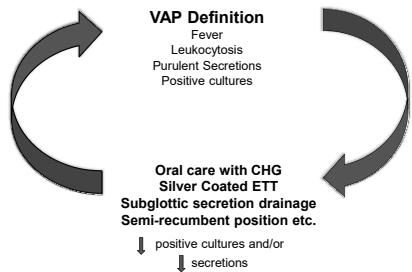 VAP Definition
Fever
Leukocytosis
Purulent Secretions
Positive cultures
Oral care with CHG
Silver Coated ETT
Subglottic secretion drainage
Semi-recumbent position etc.
positive cultures and/or
secretions